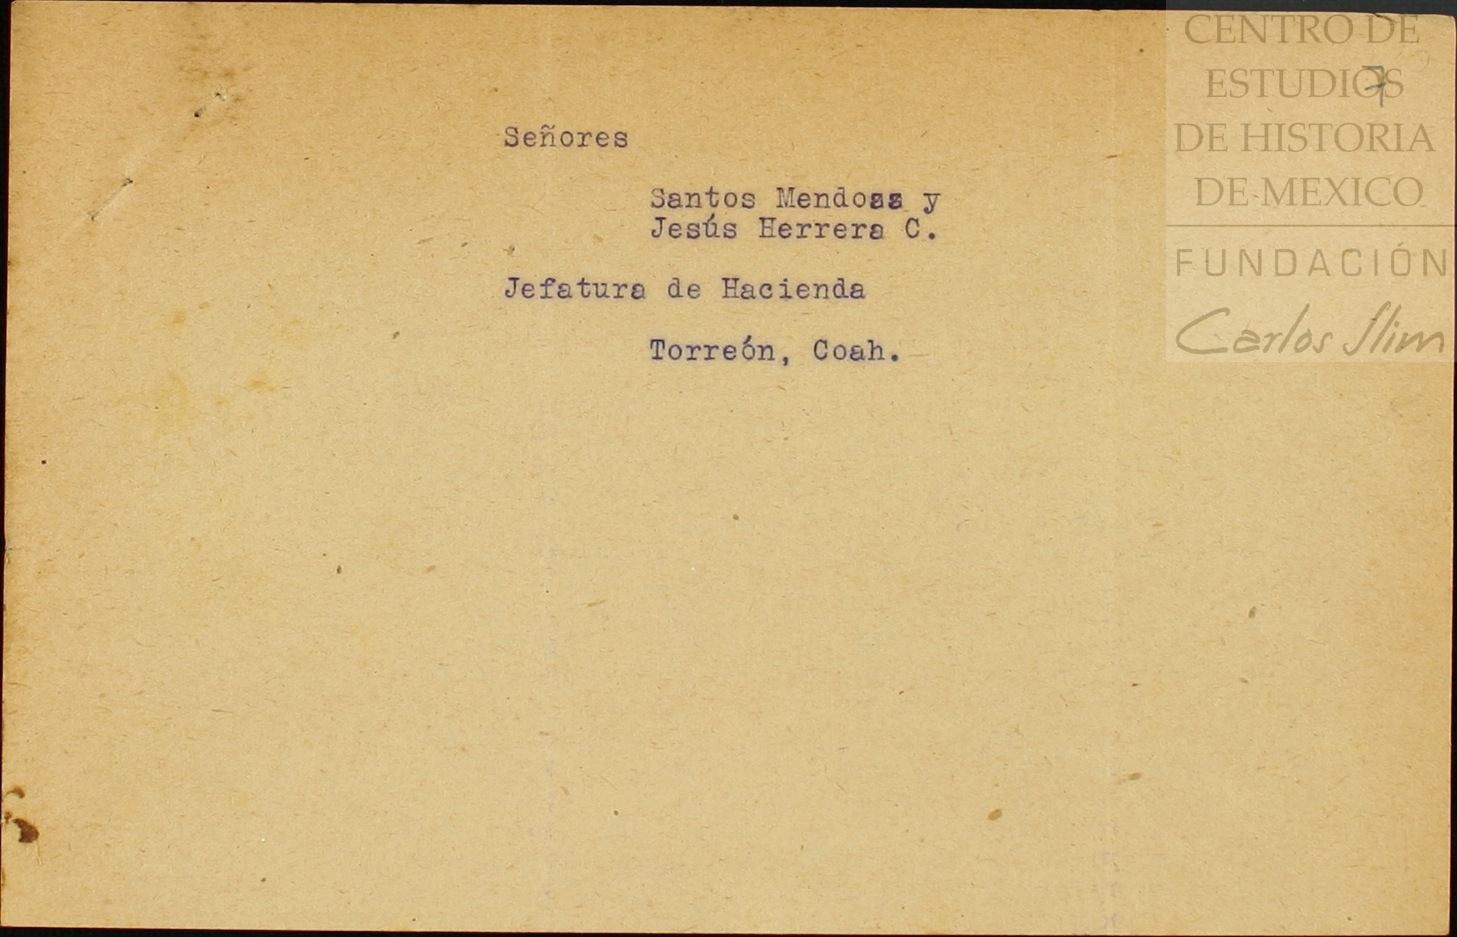 Señores
Santos Mendoza y
Jesús Herrera C.
Jefatura de Hacienda
Torreón, Coah.
7
CENTRO DE
ESTUDIOS
DE HISTORIA
DE MEXICO
FUNDACIÓN
Carlos Slim